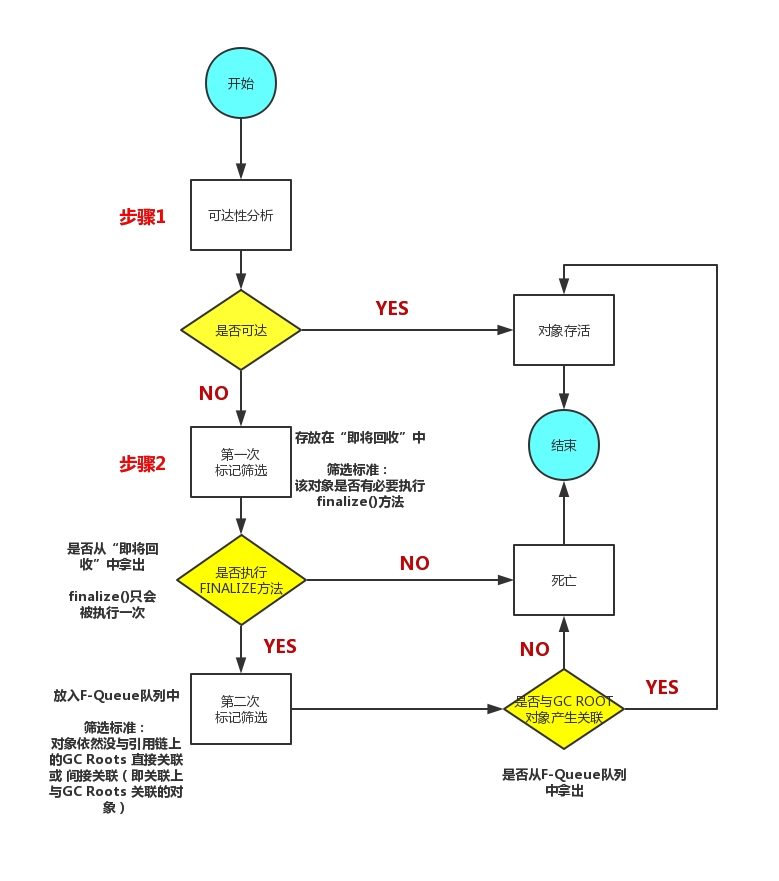 开始
步骤1
可达性分析
是否可达
YES
对象存活
NO
结束
步骤2
第一次
标记筛选
存放在“即将回收”中
筛选标准：
该对象是否有必要执行
finalize()方法
是否从“即将回
收”中拿出
finalize()只会
被执行一次
是否执行
FINALIZE方法
NO
死亡
YES
放入F-Queue队列中
筛选标准：
对象依然没与引用链上
的GC Roots 直接关联
或 间接关联（即关联上
与GC Roots 关联的对
象）
第二次
标记筛选
NO
是否与GC ROOT
对象产生关联
YES
是否从F-Queue队列
中拿出